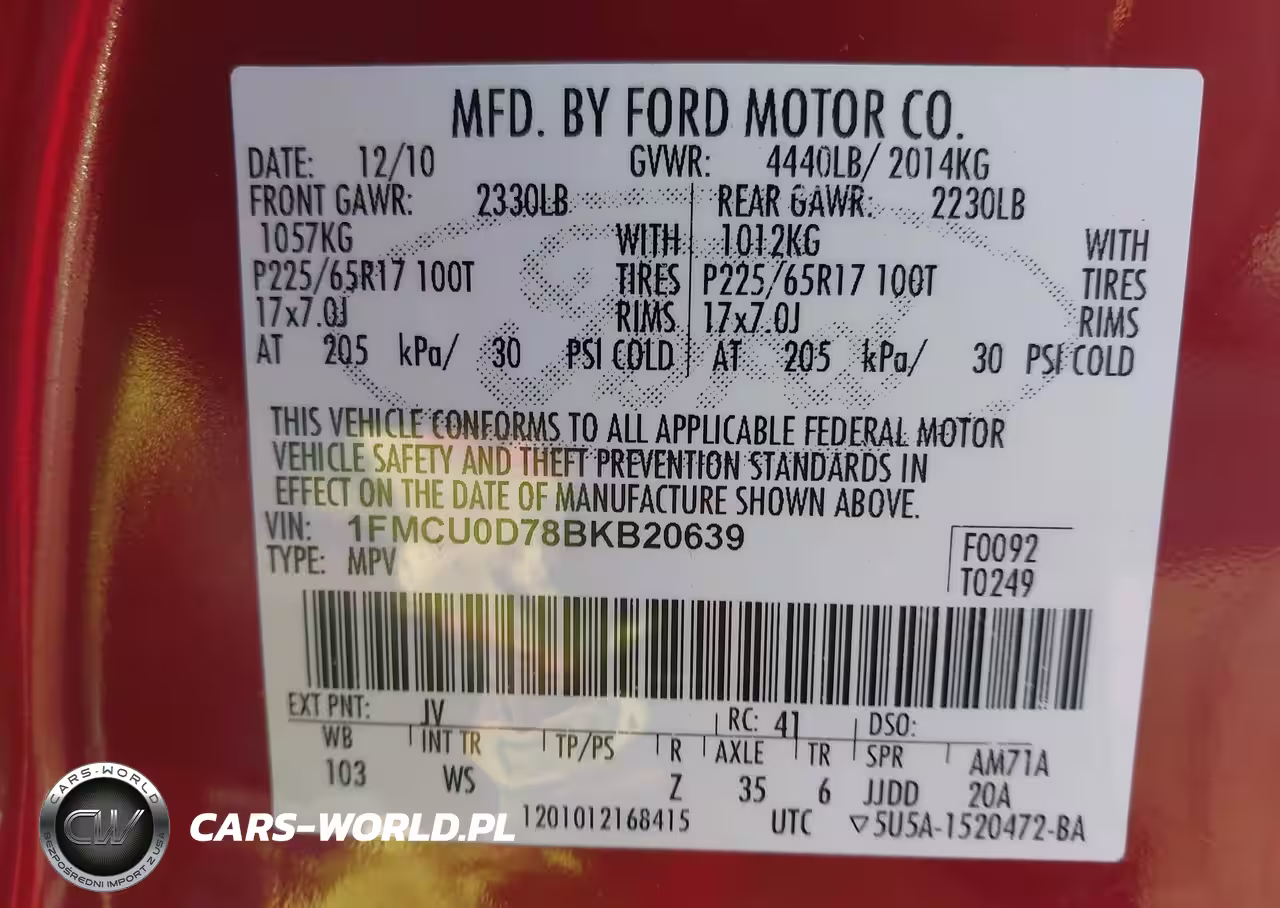 MFD. BY FORD MOTOR CO.
DATE: 12/10 GVWR: 4440LB/ 2014KG
FRONT GAWR: 2330LB REAR GAWR: 2230LB
1057KG WITH 1012KG WITH
P225/65R17 100T TIRES P225/65R17 100T TIRES
17x7.0J RIMS 17x7.0J RIMS
AT 205 kPa/ 30 PSI COLD AT 205 kPa/ 30 PSI COLD
THIS VEHICLE CONFORMS TO ALL APPLICABLE FEDERAL MOTOR
VEHICLE SAFETY AND THEFT PREVENTION STANDARDS IN
EFFECT ON THE DATE OF MANUFACTURE SHOWN ABOVE.
VIN: 1FMCU0D78BKB20639
TYPE: MPV
F0092
T0249
EXT PNT: JV RC: 41 DSO:
WB INT TR TP/PS R AXLE TR SPR AM71A
103 WS Z 35 6 JJDD 20A
1201012168415 UTC ▽5U5A-1520472-BA
CARS-WORLD
CW
BEZPOŚREDNI IMPORT Z USA
CARS-WORLD.PL